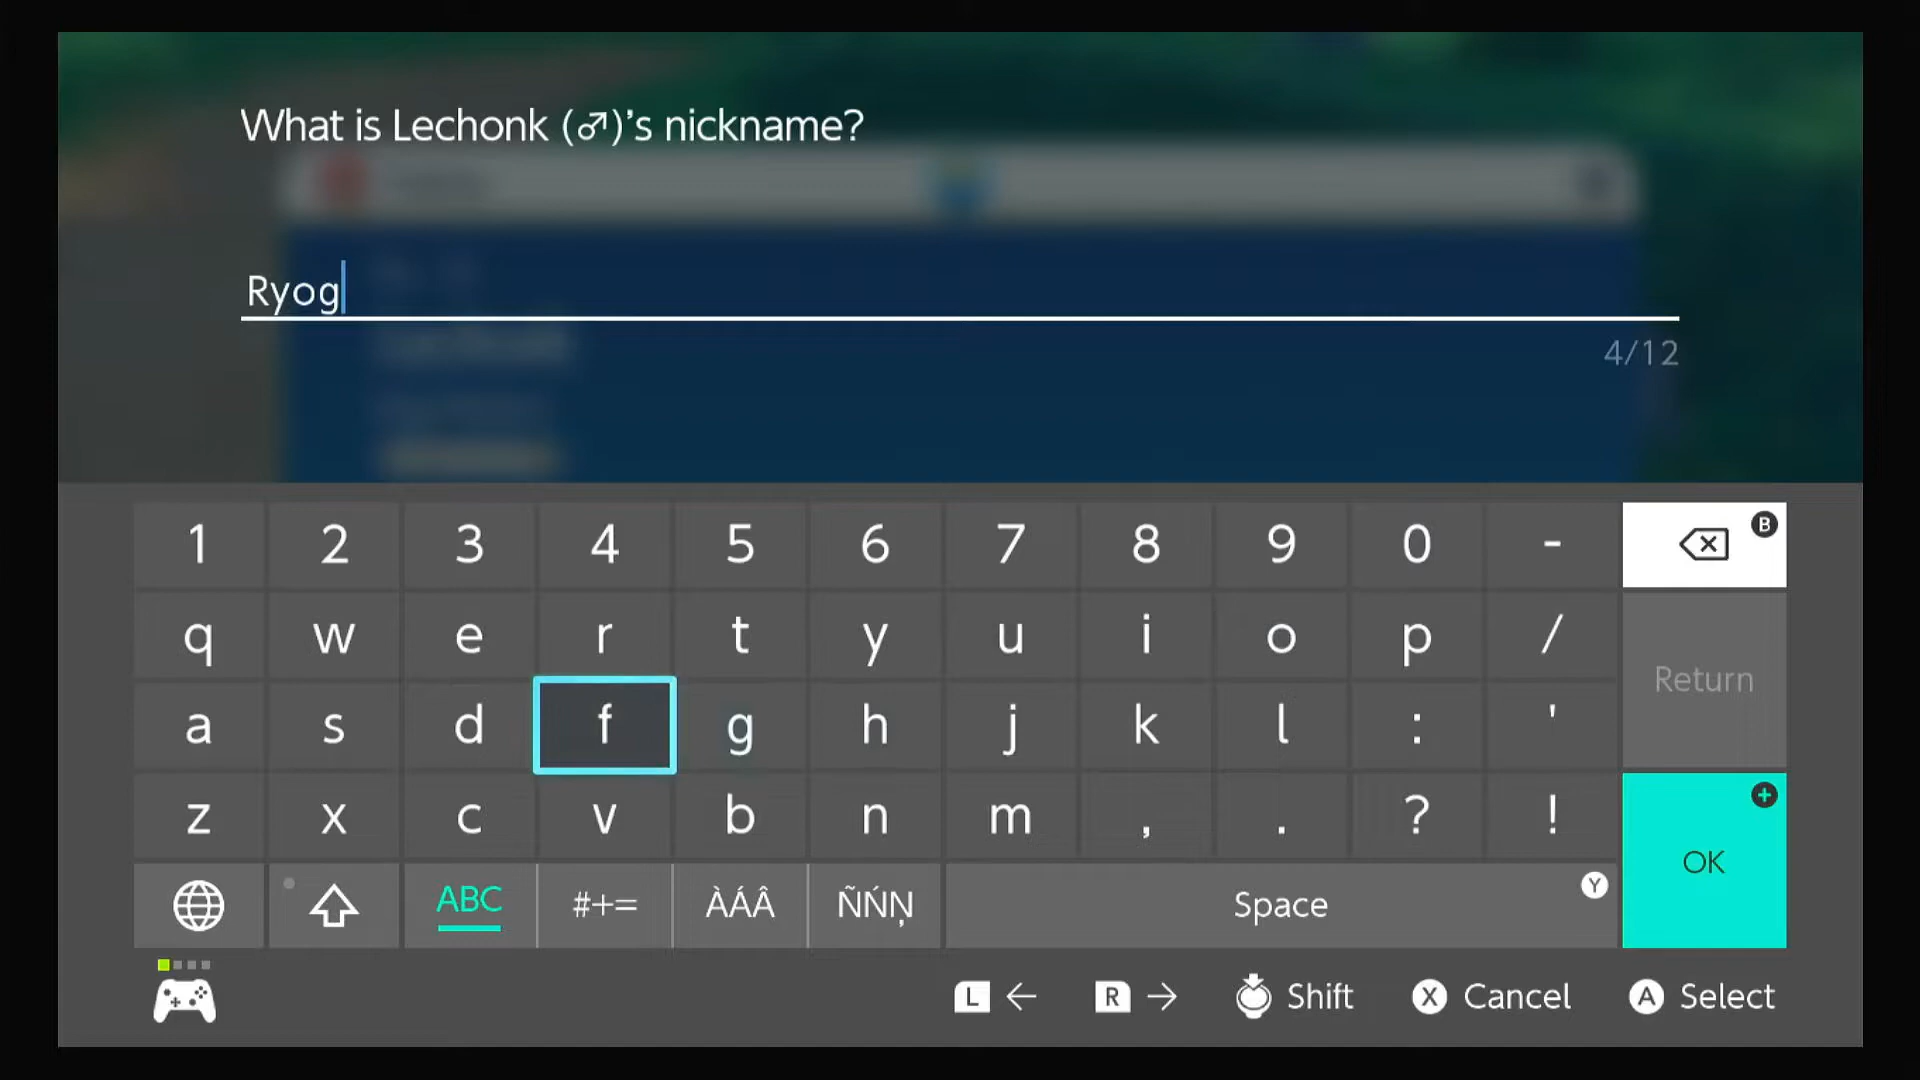 What is Lechonk (♂)'s nickname?
Ryog
4/12
1 2 3 4 5 6 7 8 9 0 -
B
q w e r t y u i o p /
Return
a s d f g h j k l : '
z x c v b n m , . ? !
+
OK
ABC #+= ÀÁÂ ÑŃŅ Space
Y
L ← R → Shift X Cancel A Select